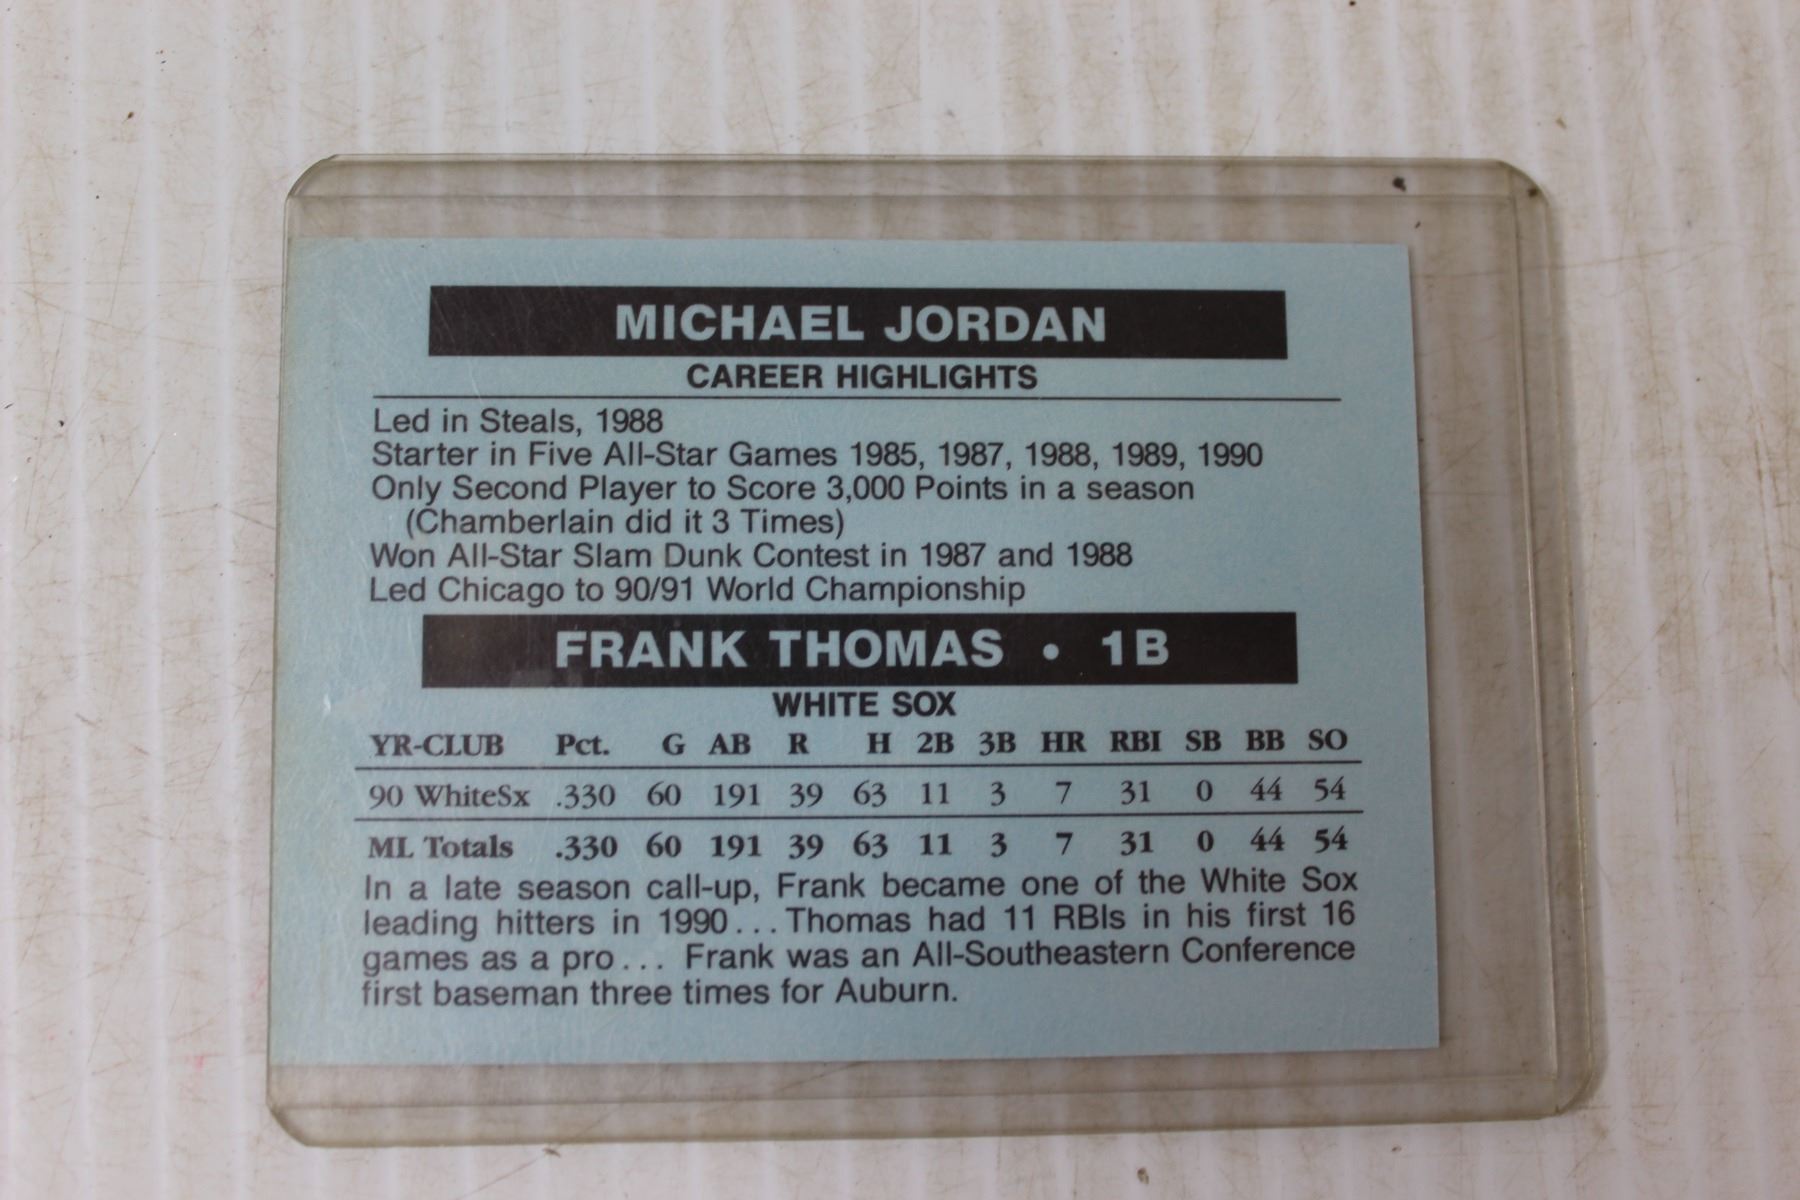 MICHAEL JORDAN
CAREER HIGHLIGHTS
Led in Steals, 1988
Starter in Five All-Star Games 1985, 1987, 1988, 1989, 1990
Only Second Player to Score 3,000 Points in a season
(Chamberlain did it 3 Times)
Won All-Star Slam Dunk Contest in 1987 and 1988
Led Chicago to 90/91 World Championship
FRANK THOMAS • 1B
WHITE SOX
YR-CLUB Pct. G AB R H 2B 3B HR RBI SB BB SO
90 WhiteSx .330 60 191 39 63 11 3 7 31 0 44 54
ML Totals .330 60 191 39 63 11 3 7 31 0 44 54
In a late season call-up, Frank became one of the White Sox
leading hitters in 1990... Thomas had 11 RBIs in his first 16
games as a pro... Frank was an All-Southeastern Conference
first baseman three times for Auburn.